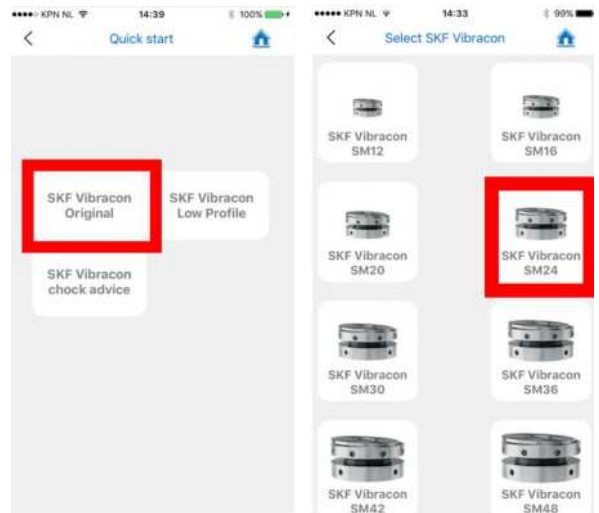 KPN NL
14:39
100%
Quick start
SKF Vibracon
Original
SKF Vibracon
Low Profile
SKF Vibracon
chock advice
KPN NL
14:33
99%
Select SKF Vibracon
SKF Vibracon
SM12
SKF Vibracon
SM16
SKF Vibracon
SM20
SKF Vibracon
SM24
SKF Vibracon
SM30
SKF Vibracon
SM36
SKF Vibracon
SM42
SKF Vibracon
SM48